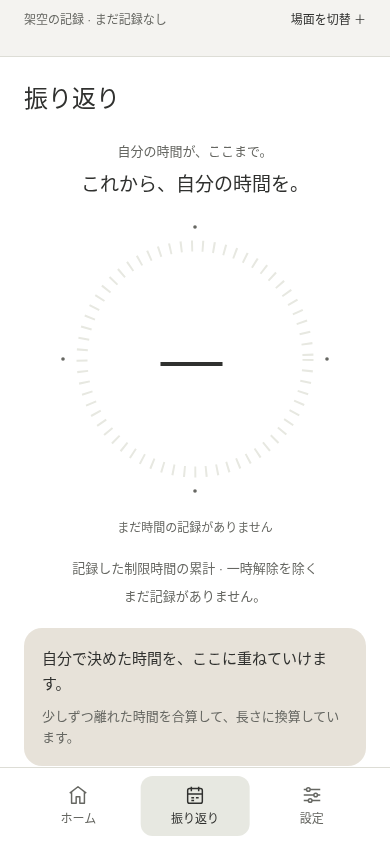 架空の記録 · まだ記録なし
場面を切替 ＋
振り返り
自分の時間が、ここまで。
これから、自分の時間を。
—
まだ時間の記録がありません
記録した制限時間の累計 · 一時解除を除く
まだ記録がありません。
自分で決めた時間を、ここに重ねていけま
す。
少しずつ離れた時間を合算して、長さに換算してい
ます。
ホーム
振り返り
設定